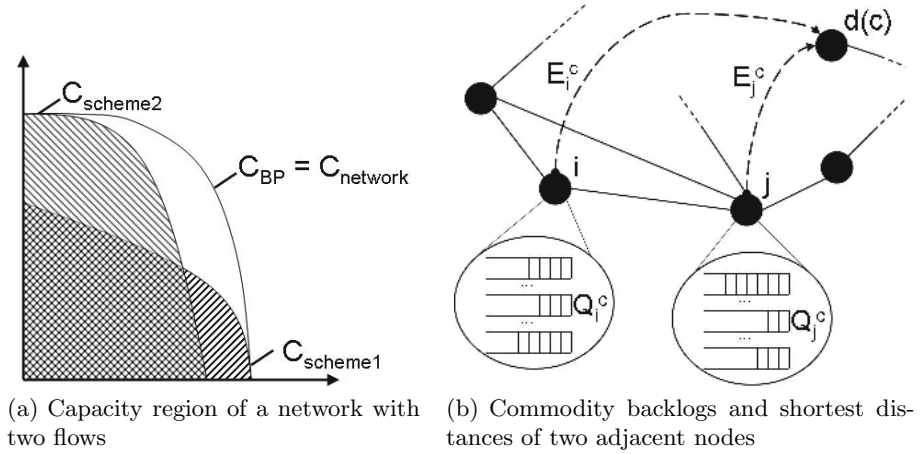 C_scheme2
C_BP = C_network
C_scheme1
d(c)
E_i^c
E_j^c
i
j
...
Q_i^c
...
...
Q_j^c
...
(a) Capacity region of a network with
two flows
(b) Commodity backlogs and shortest dis-
tances of two adjacent nodes